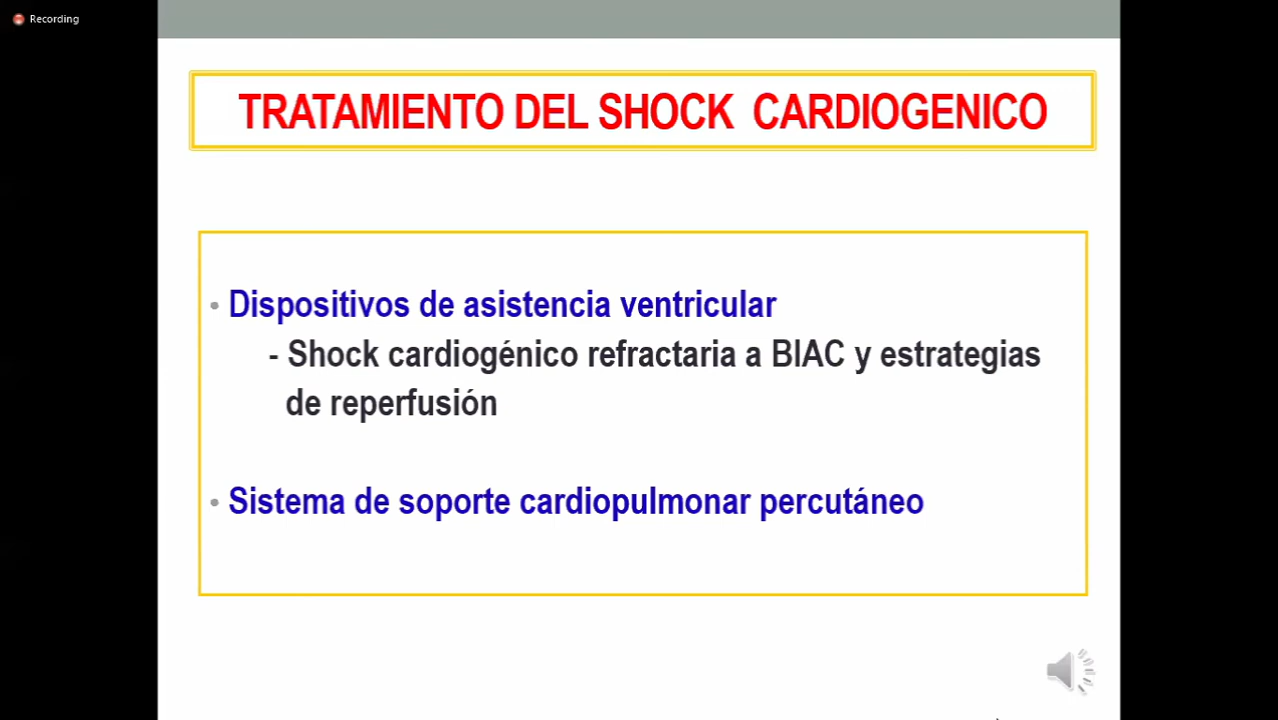 Recording
TRATAMIENTO DEL SHOCK CARDIOGENICO
• Dispositivos de asistencia ventricular
- Shock cardiogénico refractaria a BIAC y estrategias
de reperfusión
• Sistema de soporte cardiopulmonar percutáneo